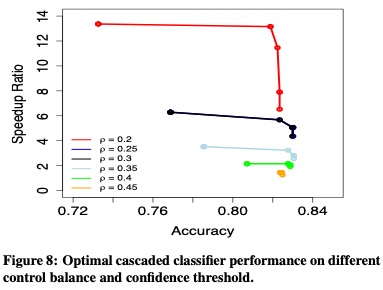 14
12
10
8
6
4
2
0
Speedup Ratio
ρ = 0.2
ρ = 0.25
ρ = 0.3
ρ = 0.35
ρ = 0.4
ρ = 0.45
0.72 0.76 0.80 0.84
Accuracy
Figure 8: Optimal cascaded classifier performance on different
control balance and confidence threshold.